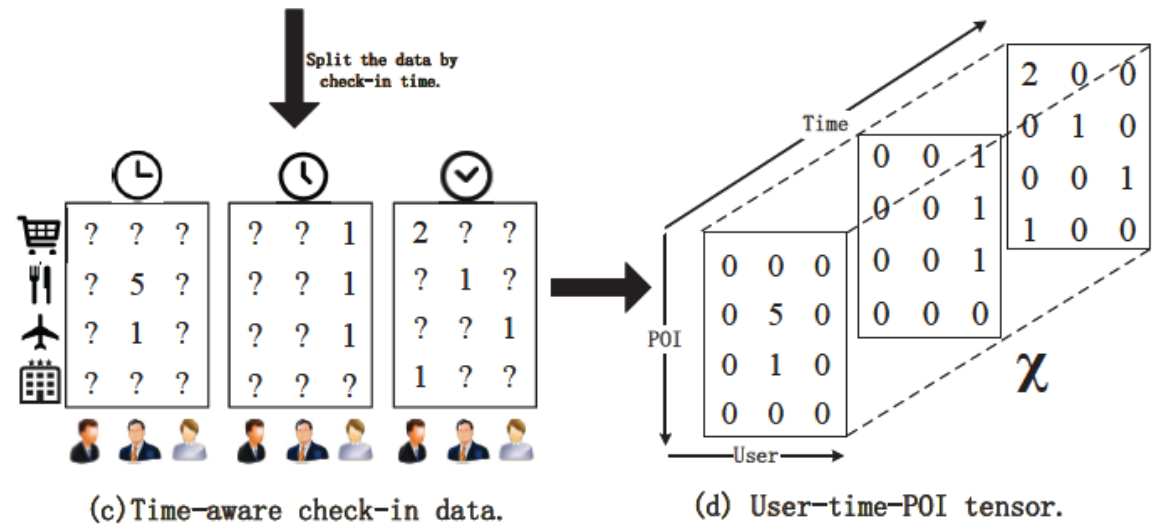 Split the data by
check-in time.
? ? ?
? 5 ?
? 1 ?
? ? ?
? ? 1
? ? 1
? ? 1
? ? ?
2 ? ?
? 1 ?
? ? 1
1 ? ?
(c)Time-aware check-in data.
Time
POI
User
0 0 0
0 5 0
0 1 0
0 0 0
0 0 1
0 0 1
0 0 1
0 0 0
2 0 0
0 1 0
0 0 1
1 0 0
χ
(d) User-time-POI tensor.